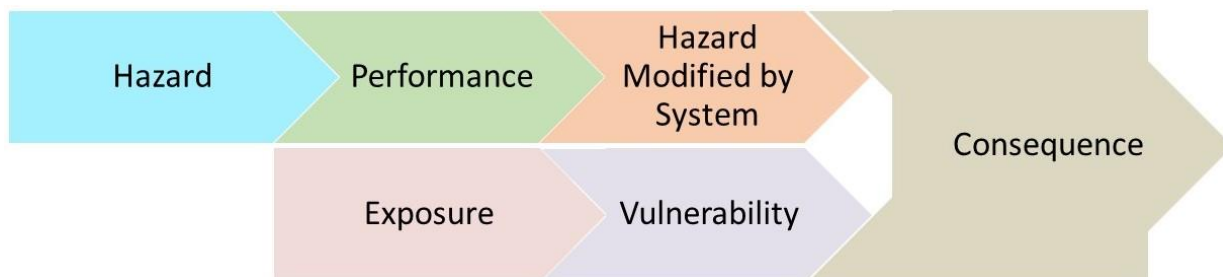 Hazard
Performance
Hazard
Modified by
System
Consequence
Exposure
Vulnerability